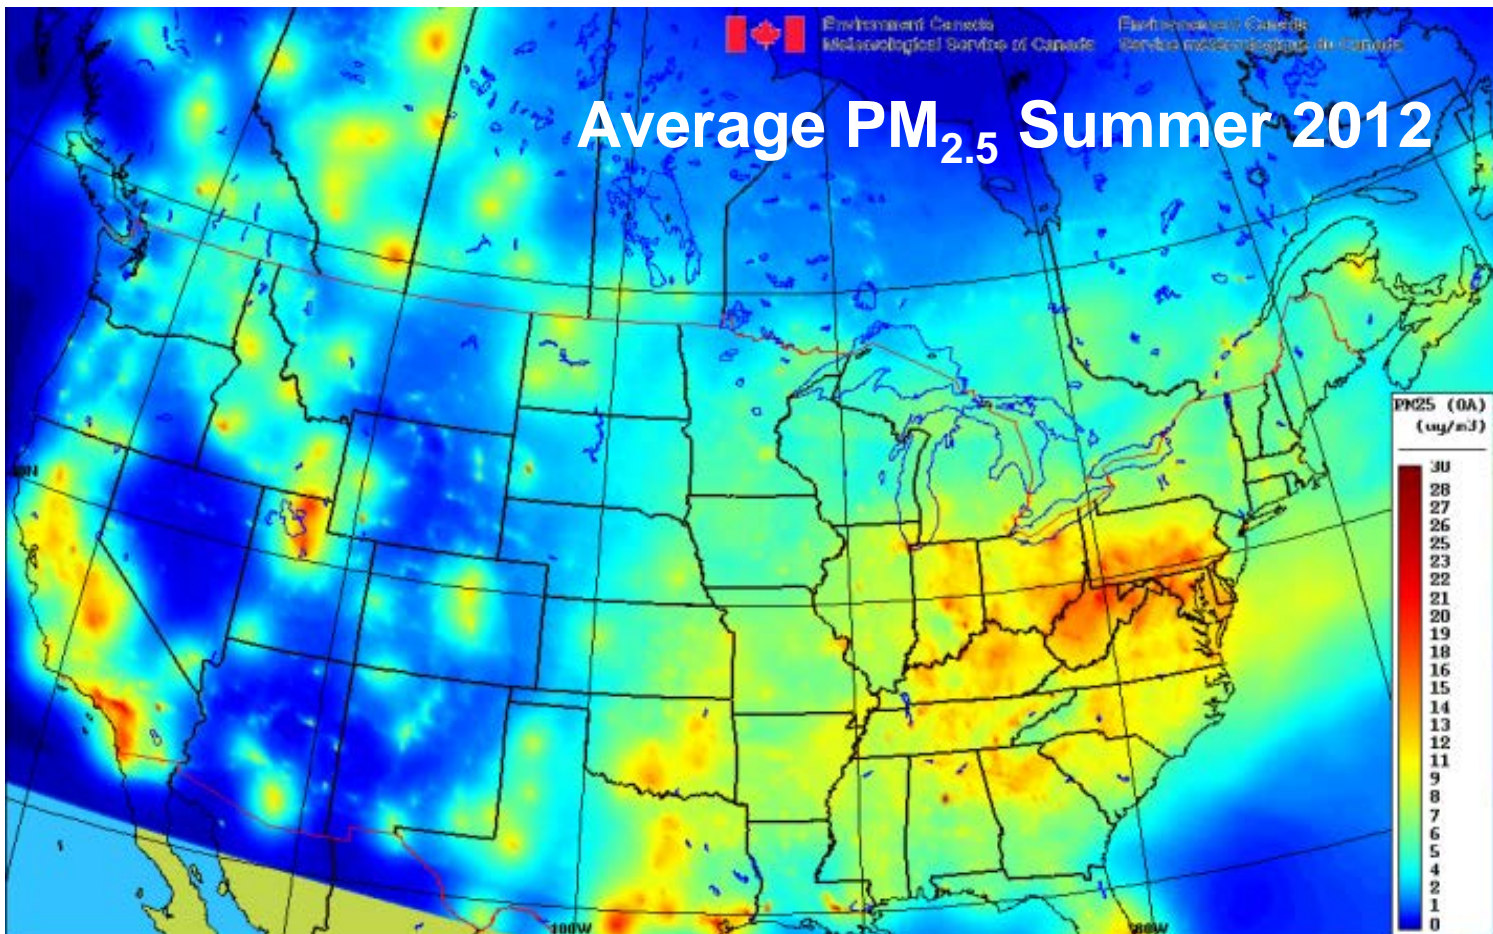 Environment Canada
Meteorological Service of Canada
Environnement Canada
Service météorologique du Canada
Average PM2.5 Summer 2012
PM25 (OA)
(ug/m3)
30
28
27
26
25
23
22
21
20
19
18
16
15
14
13
12
11
9
8
7
6
5
4
2
1
0
100W
80W